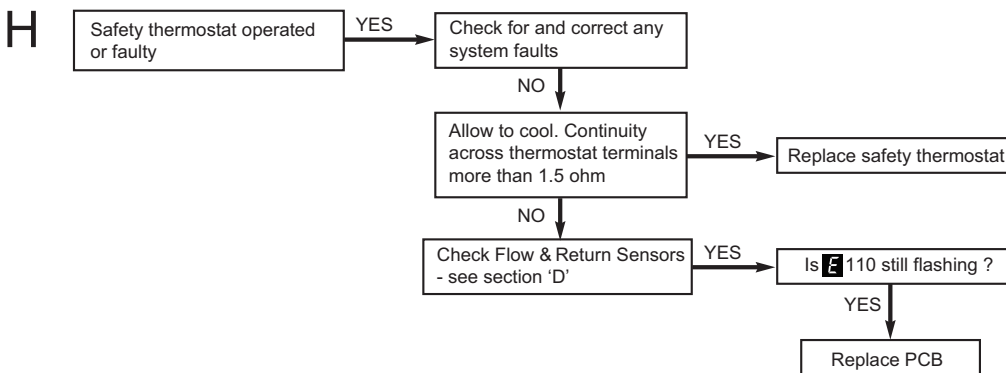 H
Safety thermostat operated
or faulty
YES
Check for and correct any
system faults
NO
Allow to cool. Continuity
across thermostat terminals
more than 1.5 ohm
YES
Replace safety thermostat
NO
Check Flow & Return Sensors
- see section ‘D’
YES
Is E 110 still flashing ?
YES
Replace PCB